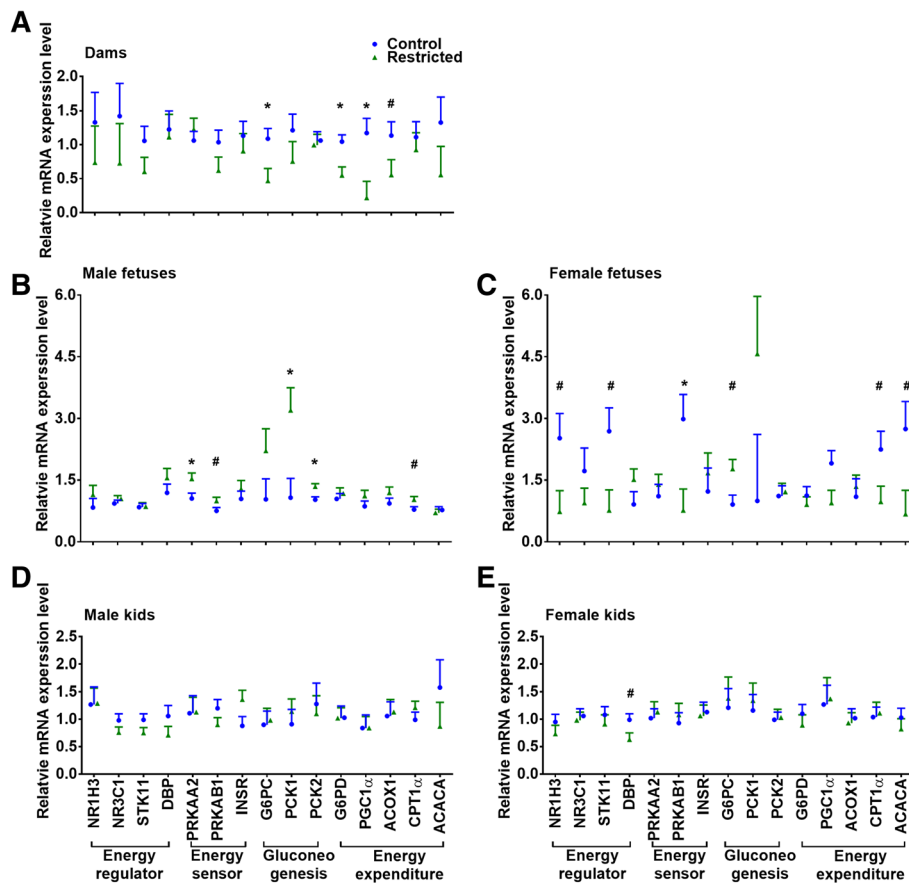 A
Dams
Control
Restricted
Relatvie mRNA experssion level
2.0
1.5
1.0
0.5
0.0
*
*
*
#
B
Male fetuses
Relatvie mRNA experssion level
6.0
4.5
3.0
1.5
0.0
*
#
*
*
#
C
Female fetuses
Relatvie mRNA experssion level
6.0
4.5
3.0
1.5
0.0
#
#
*
#
#
#
D
Male kids
Relatvie mRNA experssion level
2.5
2.0
1.5
1.0
0.5
0.0
NR1H3
NR3C1
STK11
DBP
PRKAA2
PRKAB1
INSR
G6PC
PCK1
PCK2
G6PD
PGC1α
ACOX1
CPT1α
ACACA
Energy
regulator
Energy
sensor
Gluconeo
genesis
Energy
expenditure
E
Female kids
Relatvie mRNA experssion level
2.5
2.0
1.5
1.0
0.5
0.0
#
NR1H3
NR3C1
STK11
DBP
PRKAA2
PRKAB1
INSR
G6PC
PCK1
PCK2
G6PD
PGC1α
ACOX1
CPT1α
ACACA
Energy
regulator
Energy
sensor
Gluconeo
genesis
Energy
expenditure